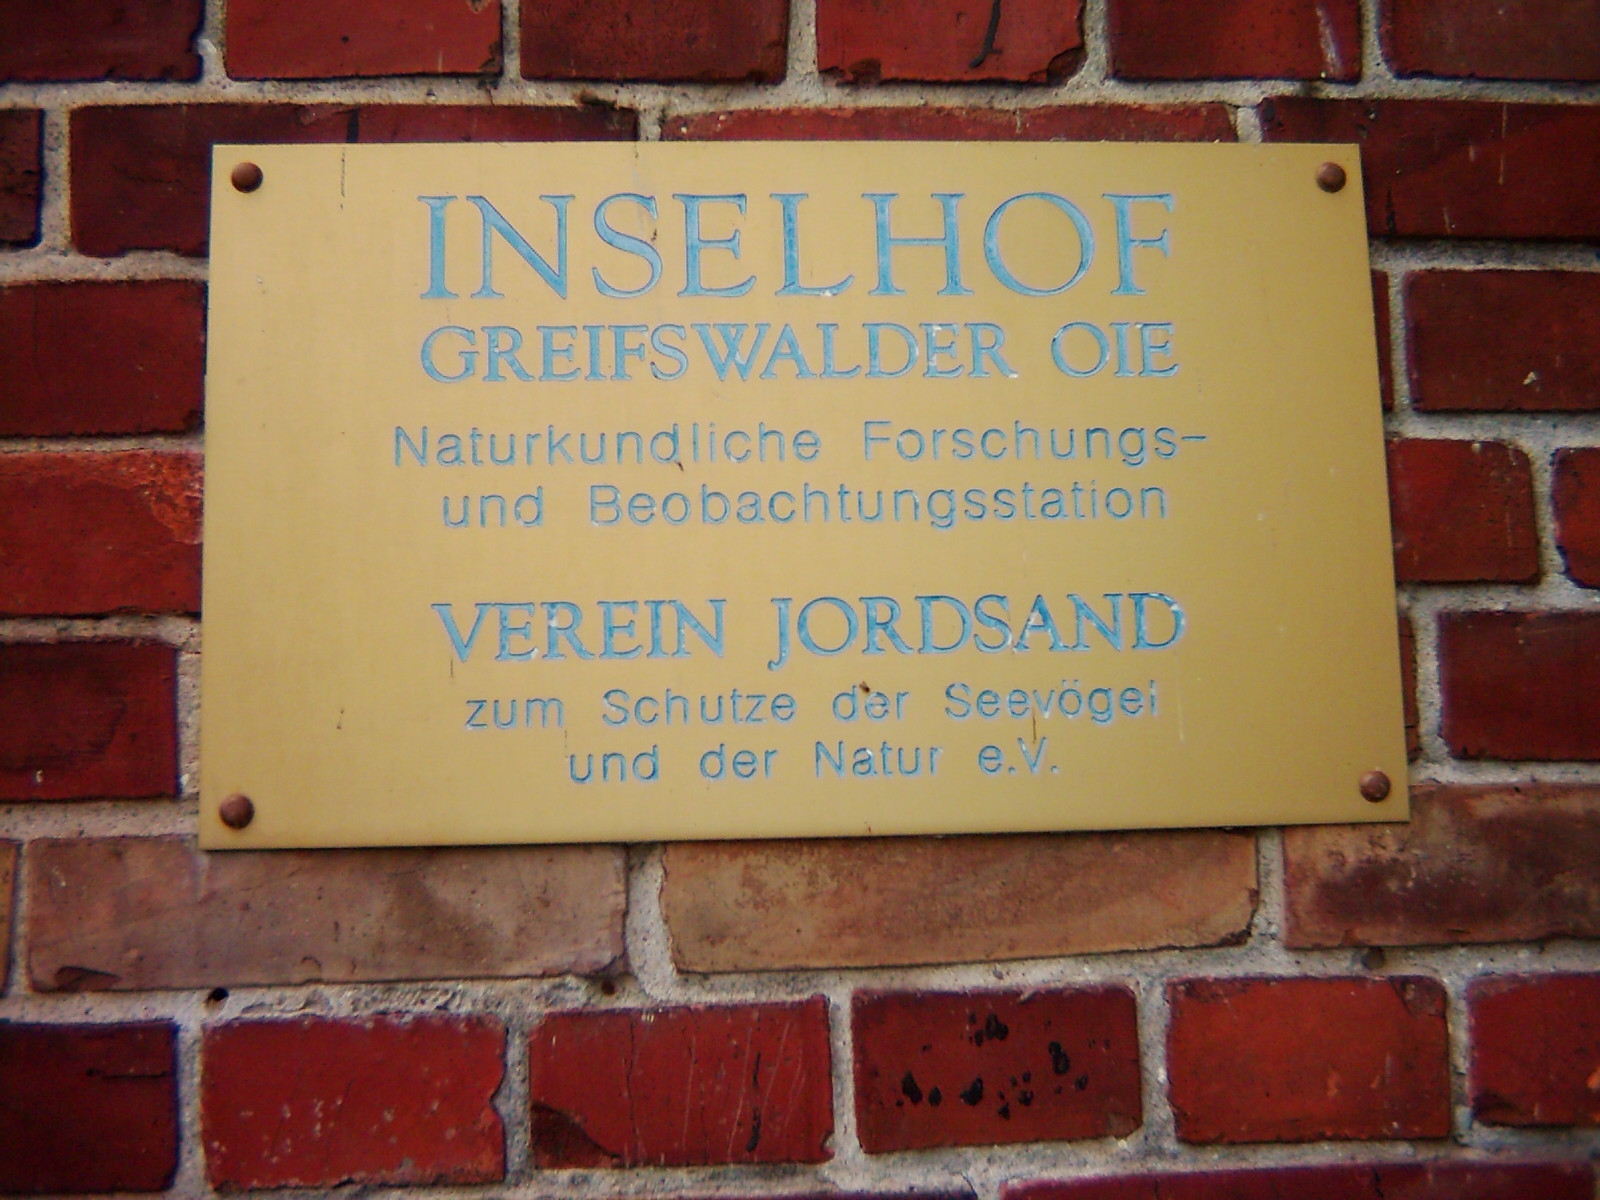 INSELHOF
GREIFSWALDER OIE
Naturkundliche Forschungs-
und Beobachtungsstation
VEREIN JORDSAND
zum Schutze der Seevögel
und der Natur e.V.